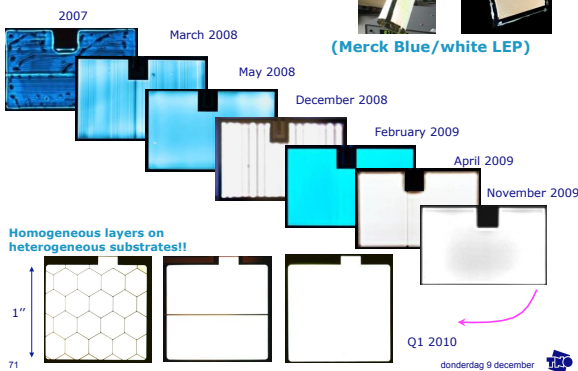 (Merck Blue/white LEP)
2007
March 2008
May 2008
December 2008
February 2009
April 2009
November 2009
Homogeneous layers on
heterogeneous substrates!!
1’’
Q1 2010
71
donderdag 9 december
TNO